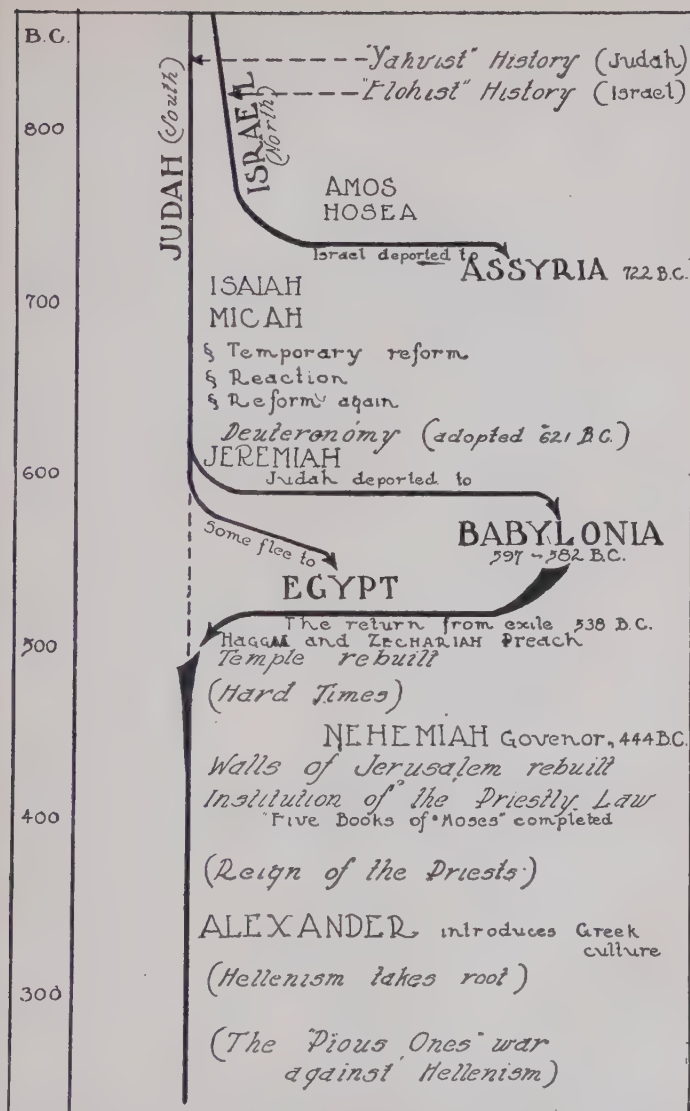 B.C.
"Yahvist" History (Judah)
"Elohist" History (Israel)
800
JUDAH (South)
ISRAEL
(North)
AMOS
HOSEA
Israel deported to
ASSYRIA 722 B.C.
700
ISAIAH
MICAH
§ Temporary reform
§ Reaction
§ Reform again
Deuteronomy (adopted 621 B.C.)
600
JEREMIAH
Judah deported to
Some flee to
BABYLONIA
597 - 582 B.C.
EGYPT
The return from exile 538 B.C.
500
HAGGAI and ZECHARIAH Preach
Temple rebuilt
(Hard Times)
NEHEMIAH Govenor, 444 B.C.
Walls of Jerusalem rebuilt
Institution of the Priestly Law
400
"Five Books of "Moses" completed
(Reign of the Priests)
ALEXANDER introduces Greek
culture
300
(Hellenism takes root)
(The "Pious Ones" war
against Hellenism)